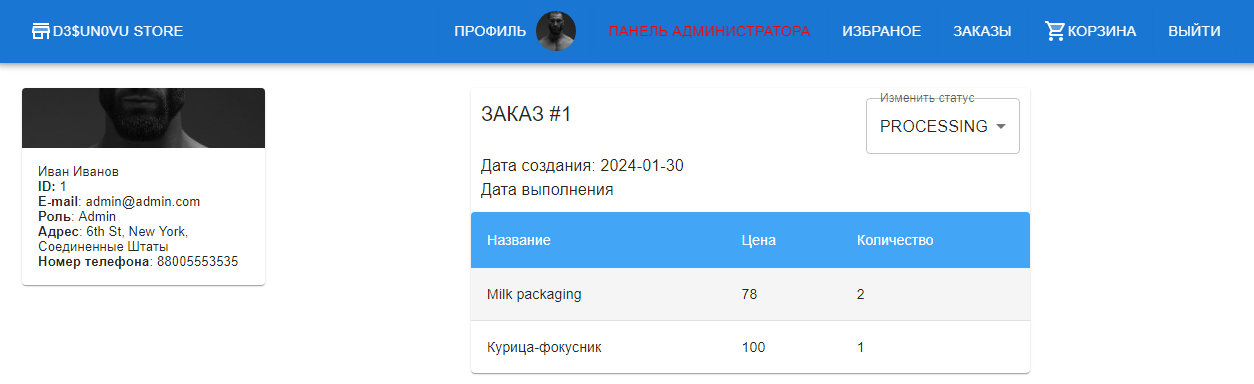 D3$UN0VU STORE
ПРОФИЛЬ
ПАНЕЛЬ АДМИНИСТРАТОРА
ИЗБРАНОЕ
ЗАКАЗЫ
КОРЗИНА
ВЫЙТИ
Иван Иванов
ID: 1
E-mail: admin@admin.com
Роль: Admin
Адрес: 6th St, New York,
Соединенные Штаты
Номер телефона: 88005553535
ЗАКАЗ #1
Изменить статус
PROCESSING
Дата создания: 2024-01-30
Дата выполнения
Название Цена Количество
Milk packaging 78 2
Курица-фокусник 100 1